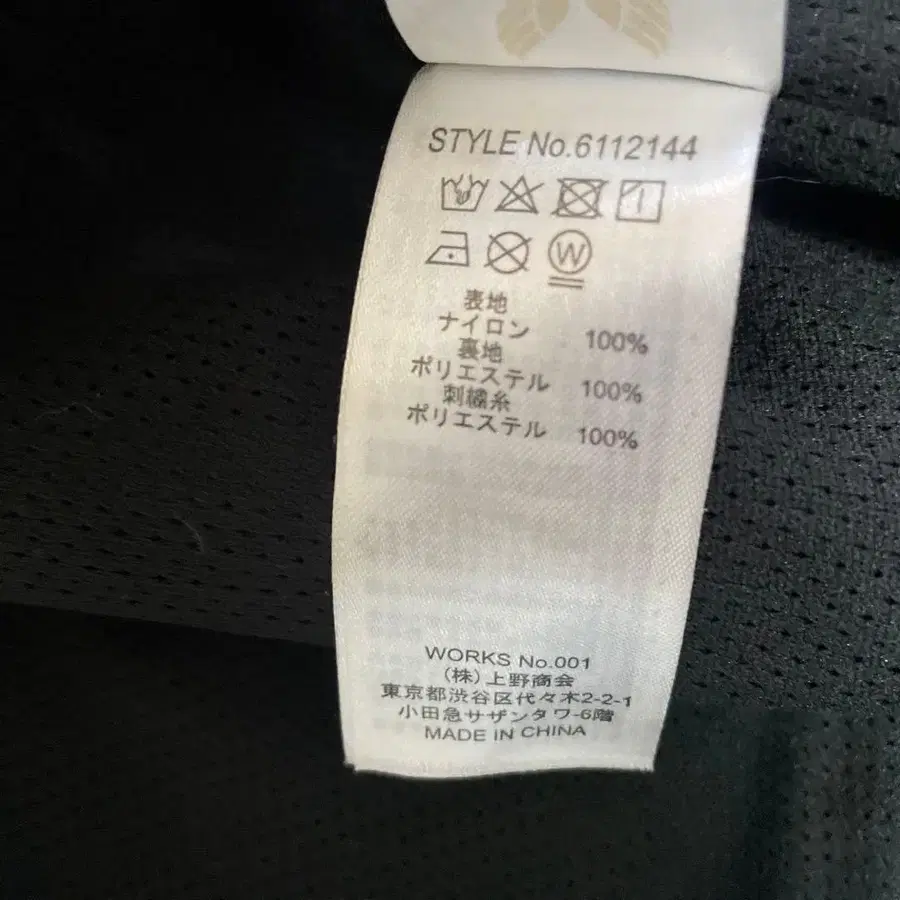 STYLE No.6112144
W
表地
ナイロン 100%
裏地
ポリエステル 100%
刺繍糸
ポリエステル 100%
WORKS No.001
(株)上野商会
東京都渋谷区代々木2-2-1
小田急サザンタワ-6階
MADE IN CHINA